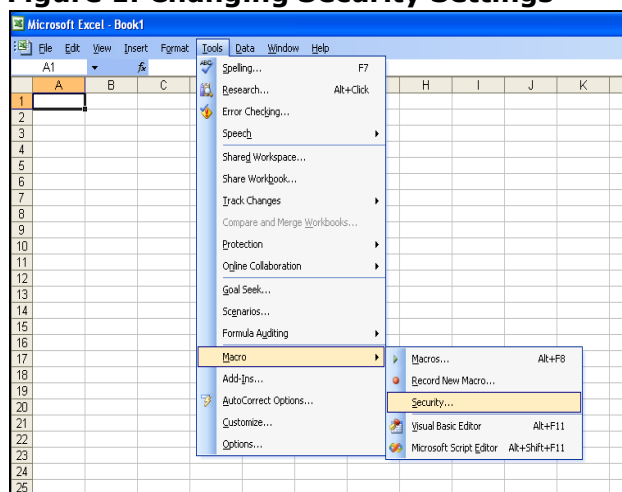 Figure 1: Changing Security Settings
Microsoft Excel - Book1
File Edit View Insert Format Tools Data Window Help
A1 fx
A B C H I J K
Spelling... F7
Research... Alt+Click
Error Checking...
Speech
Shared Workspace...
Share Workbook...
Track Changes
Compare and Merge Workbooks...
Protection
Online Collaboration
Goal Seek...
Scenarios...
Formula Auditing
Macro
Add-Ins...
AutoCorrect Options...
Customize...
Options...
Macros... Alt+F8
Record New Macro...
Security...
Visual Basic Editor Alt+F11
Microsoft Script Editor Alt+Shift+F11
1
2
3
4
5
6
7
8
9
10
11
12
13
14
15
16
17
18
19
20
21
22
23
24
25